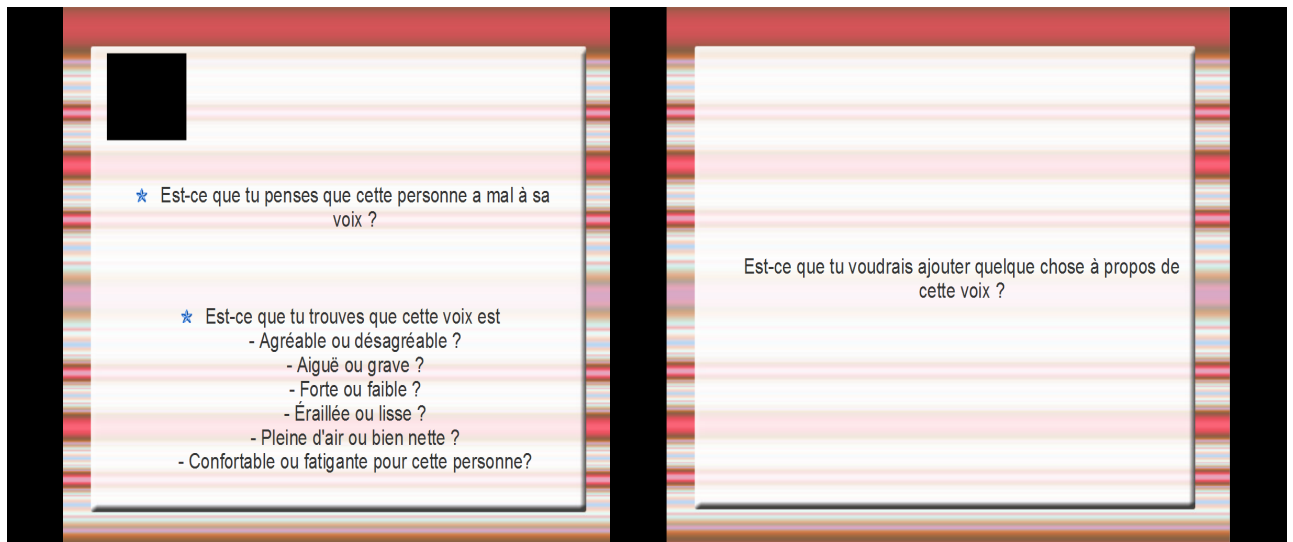 Est-ce que tu penses que cette personne a mal à sa
voix ?
Est-ce que tu trouves que cette voix est
- Agréable ou désagréable ?
- Aiguë ou grave ?
- Forte ou faible ?
- Éraillée ou lisse ?
- Pleine d'air ou bien nette ?
- Confortable ou fatigante pour cette personne?
Est-ce que tu voudrais ajouter quelque chose à propos de
cette voix ?